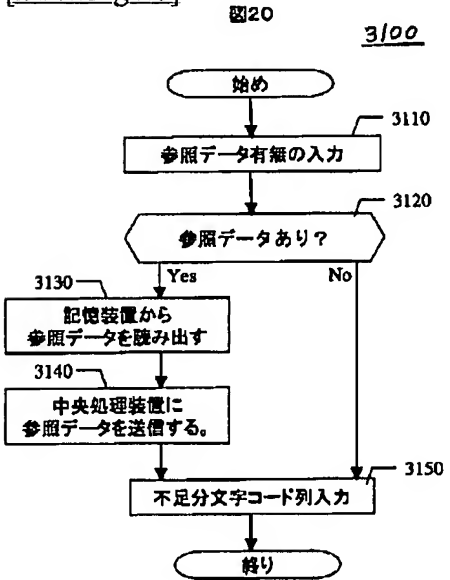 図20
3100
始め
3110
参照データ有無の入力
3120
参照データあり？
Yes
No
3130
記憶装置から
参照データを読み出す
3140
中央処理装置に
参照データを送信する。
3150
不足分文字コード列入力
終り